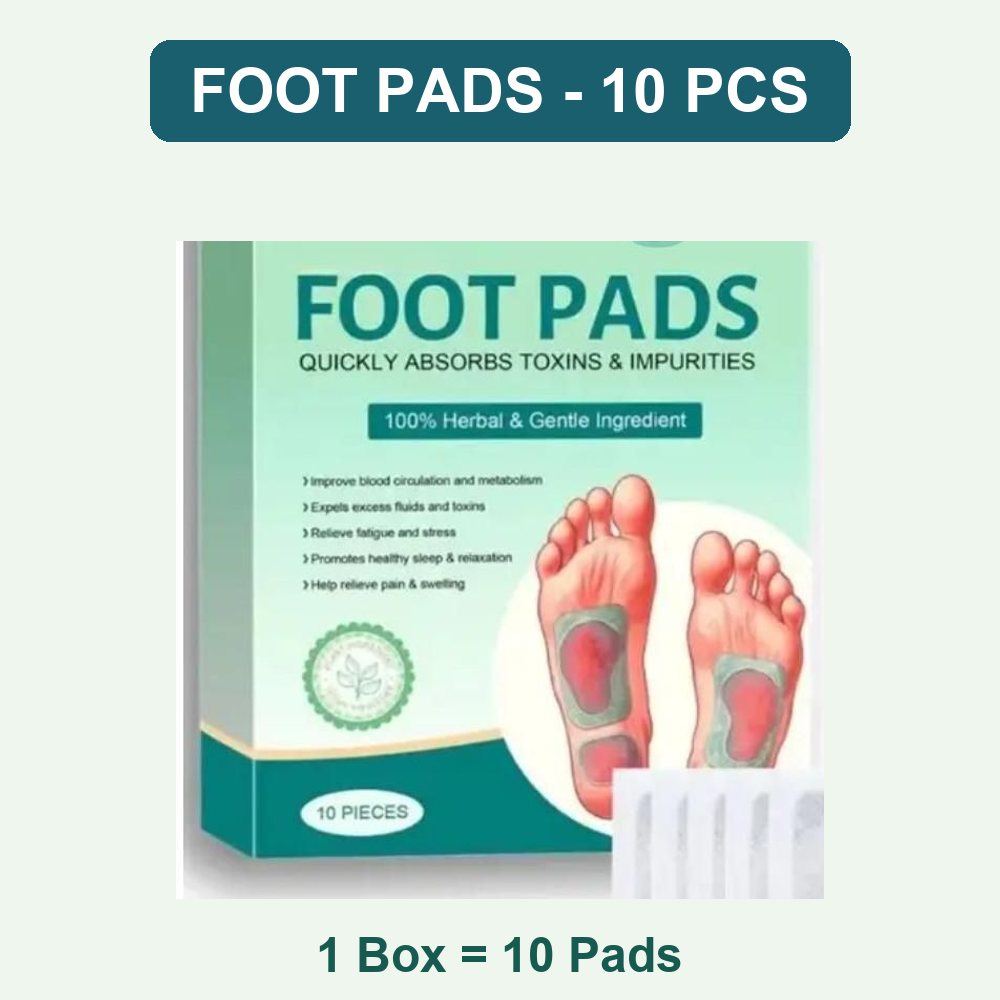 FOOT PADS - 10 PCS
FOOT PADS
QUICKLY ABSORBS TOXINS & IMPURITIES
100% Herbal & Gentle Ingredient
Improve blood circulation and metabolism
Expels excess fluids and toxins
Relieve fatigue and stress
Promotes healthy sleep & relaxation
Help relieve pain & swelling
10 PIECES
1 Box = 10 Pads